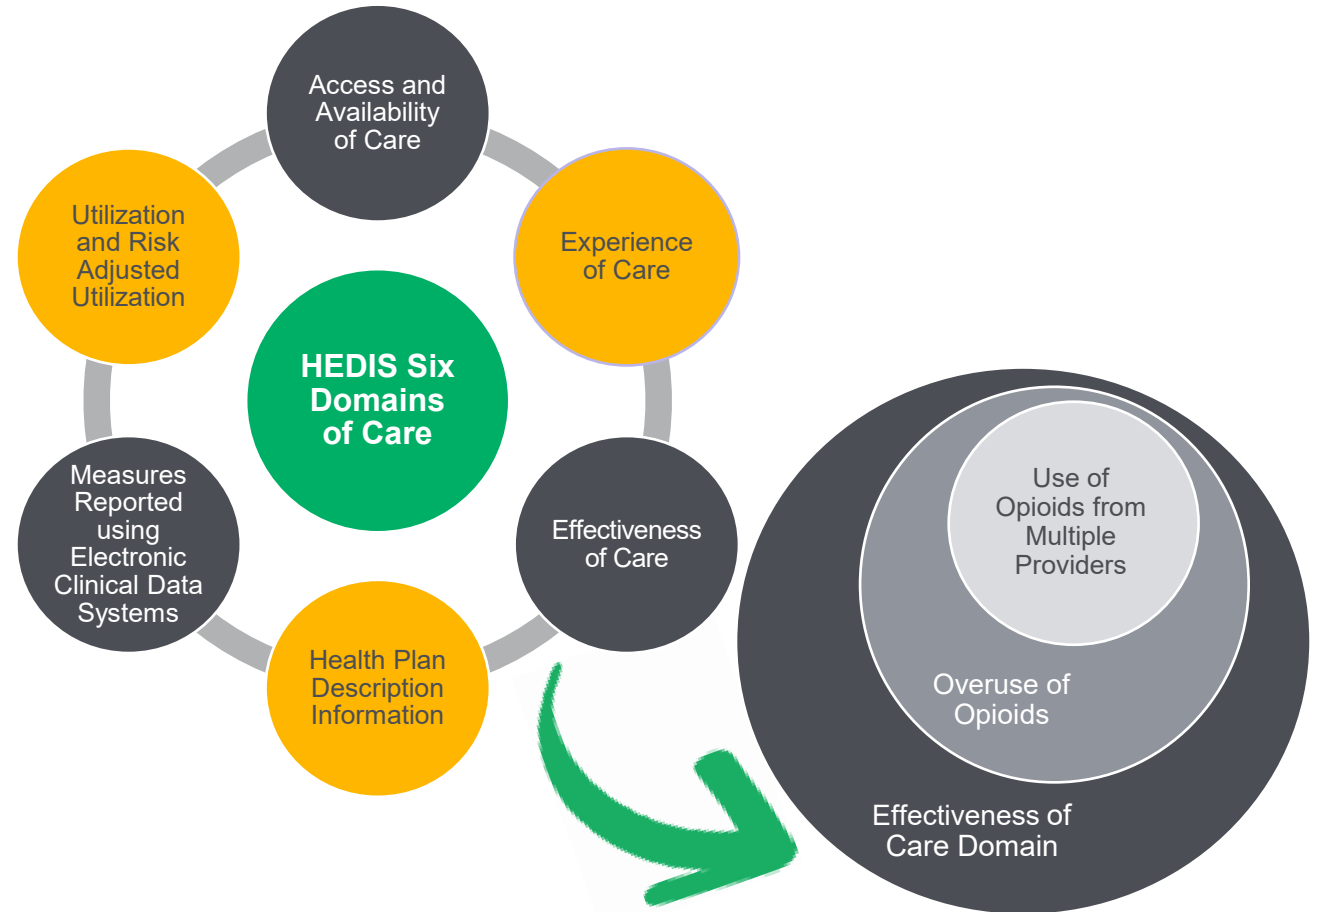 Access and
Availability
of Care
Experience
of Care
Effectiveness
of Care
Health Plan
Description
Information
Measures
Reported
using
Electronic
Clinical Data
Systems
Utilization
and Risk
Adjusted
Utilization
HEDIS Six
Domains
of Care
Use of
Opioids from
Multiple
Providers
Overuse of
Opioids
Effectiveness of
Care Domain